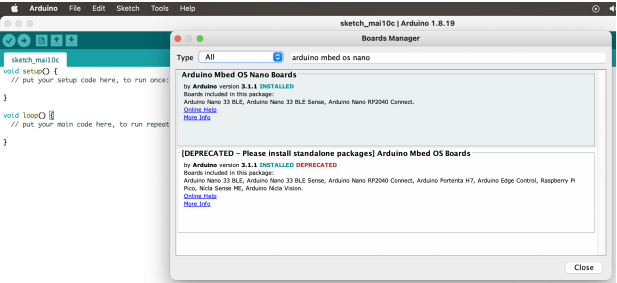 Arduino File Edit Sketch Tools Help
sketch_mai10c | Arduino 1.8.19
Boards Manager
sketch_mai10c
Type All arduino mbed os nano
void setup() {
// put your setup code here, to run once:
}
void loop() {
// put your main code here, to run repeat
}
Arduino Mbed OS Nano Boards
by Arduino version 3.1.1 INSTALLED
Boards included in this package:
Arduino Nano 33 BLE, Arduino Nano 33 BLE Sense, Arduino Nano RP2040 Connect.
Online Help
More Info
[DEPRECATED - Please install standalone packages] Arduino Mbed OS Boards
by Arduino version 3.1.1 INSTALLED DEPRECATED
Boards included in this package:
Arduino Nano 33 BLE, Arduino Nano 33 BLE Sense, Arduino Nano RP2040 Connect, Arduino Portenta H7, Arduino Edge Control, Raspberry Pi
Pico, Nicla Sense ME, Arduino Nicla Vision.
Online Help
More Info
Close